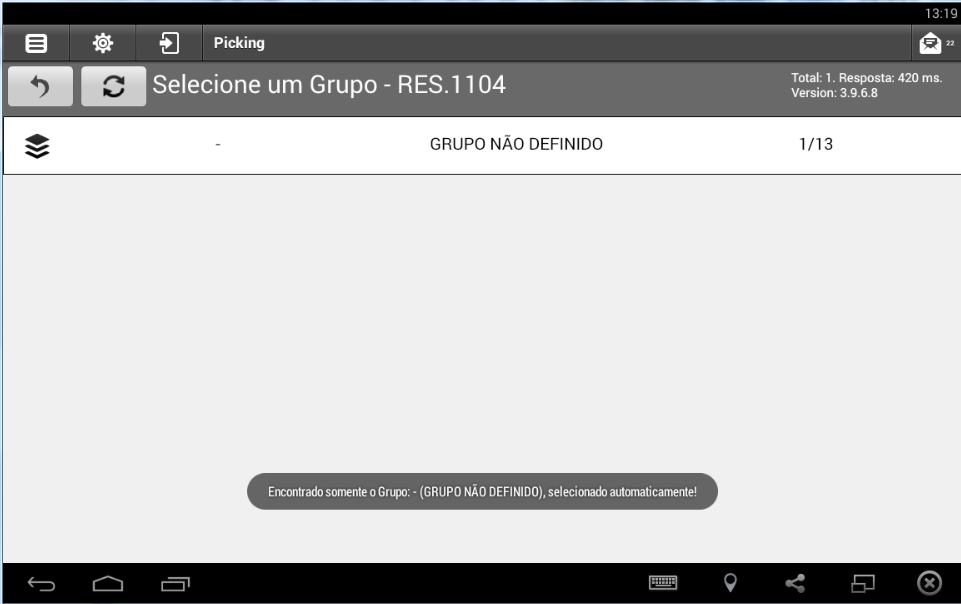 13:19
Picking
22
Selecione um Grupo - RES.1104
Total: 1. Resposta: 420 ms.
Version: 3.9.6.8
- GRUPO NÃO DEFINIDO 1/13
Encontrado somente o Grupo: - (GRUPO NÃO DEFINIDO), selecionado automaticamente!